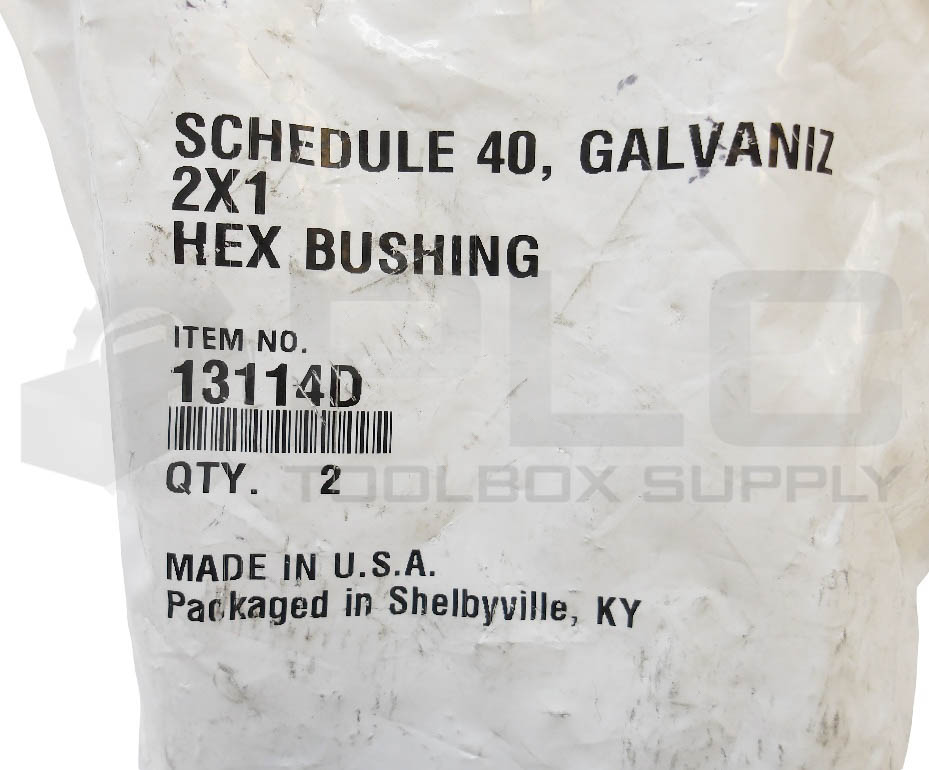 SCHEDULE 40, GALVANIZ
2X1
HEX BUSHING
ITEM NO.
13114D
QTY. 2
MADE IN U.S.A.
Packaged in Shelbyville, KY
DLC
TOOLBOX SUPPLY